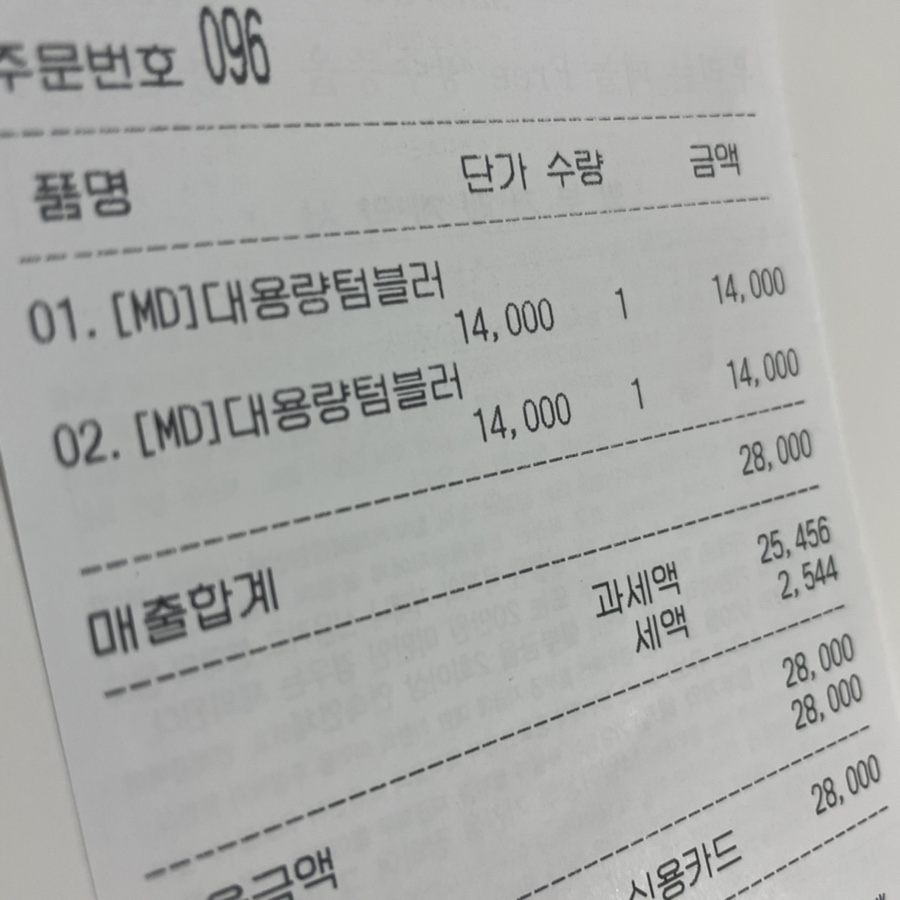 주문번호 096
품명 단가 수량 금액
01. [MD]대용량텀블러
14,000 1 14,000
02. [MD]대용량텀블러
14,000 1 14,000
매출합계 28,000
과세액 25,456
세액 2,544
28,000
28,000
금액 28,000
신용카드